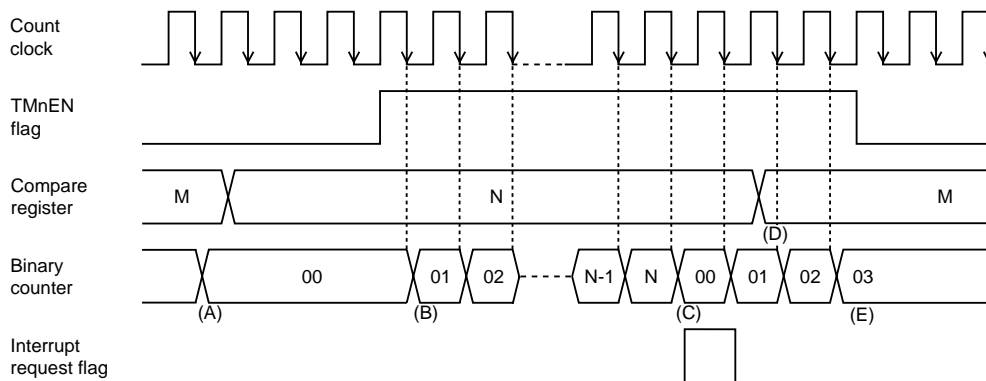 Count
clock
TMnEN
flag
Compare
register
M
N
M
(D)
Binary
counter
00
01
02
N-1
N
00
01
02
03
(A)
(B)
(C)
(E)
Interrupt
request flag